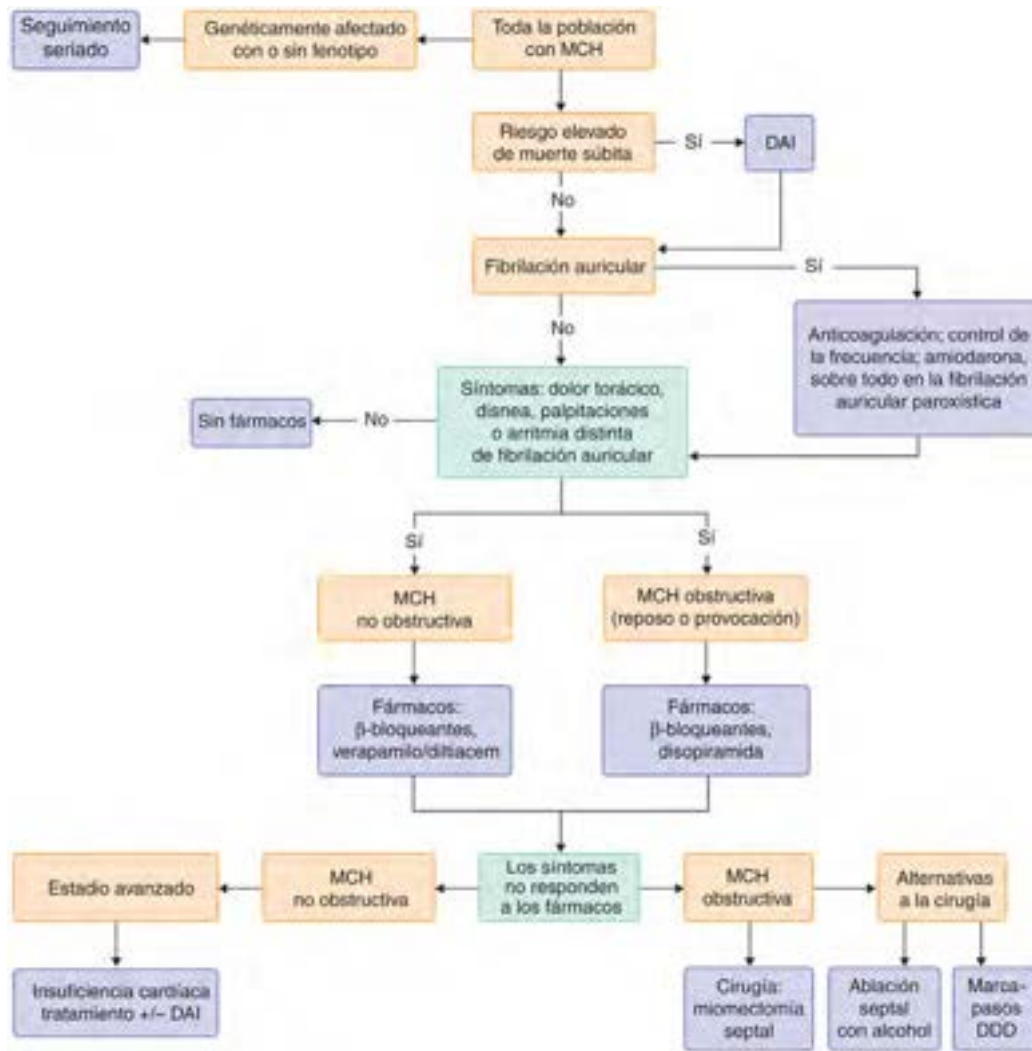 Seguimiento
seriado
Genéticamente afectado
con o sin fenotipo
Toda la población
con MCH
Riesgo elevado
de muerte súbita
Sí
DAI
No
Fibrilación auricular
Sí
No
Anticoagulación; control de
la frecuencia; amiodarona,
sobre todo en la fibrilación
auricular paroxística
Síntomas: dolor torácico,
disnea, palpitaciones
o arritmia distinta
de fibrilación auricular
No
Sin fármacos
Sí
Sí
MCH
no obstructiva
MCH obstructiva
(reposo o provocación)
Fármacos:
β-bloqueantes,
verapamilo/diltiacem
Fármacos:
β-bloqueantes,
disopiramida
Estadio avanzado
MCH
no obstructiva
Los síntomas
no responden
a los fármacos
MCH
obstructiva
Alternativas
a la cirugía
Insuficiencia cardíaca
tratamiento +/– DAI
Cirugía:
miomectomía
septal
Ablación
septal
con alcohol
Marca-
pasos
DDD